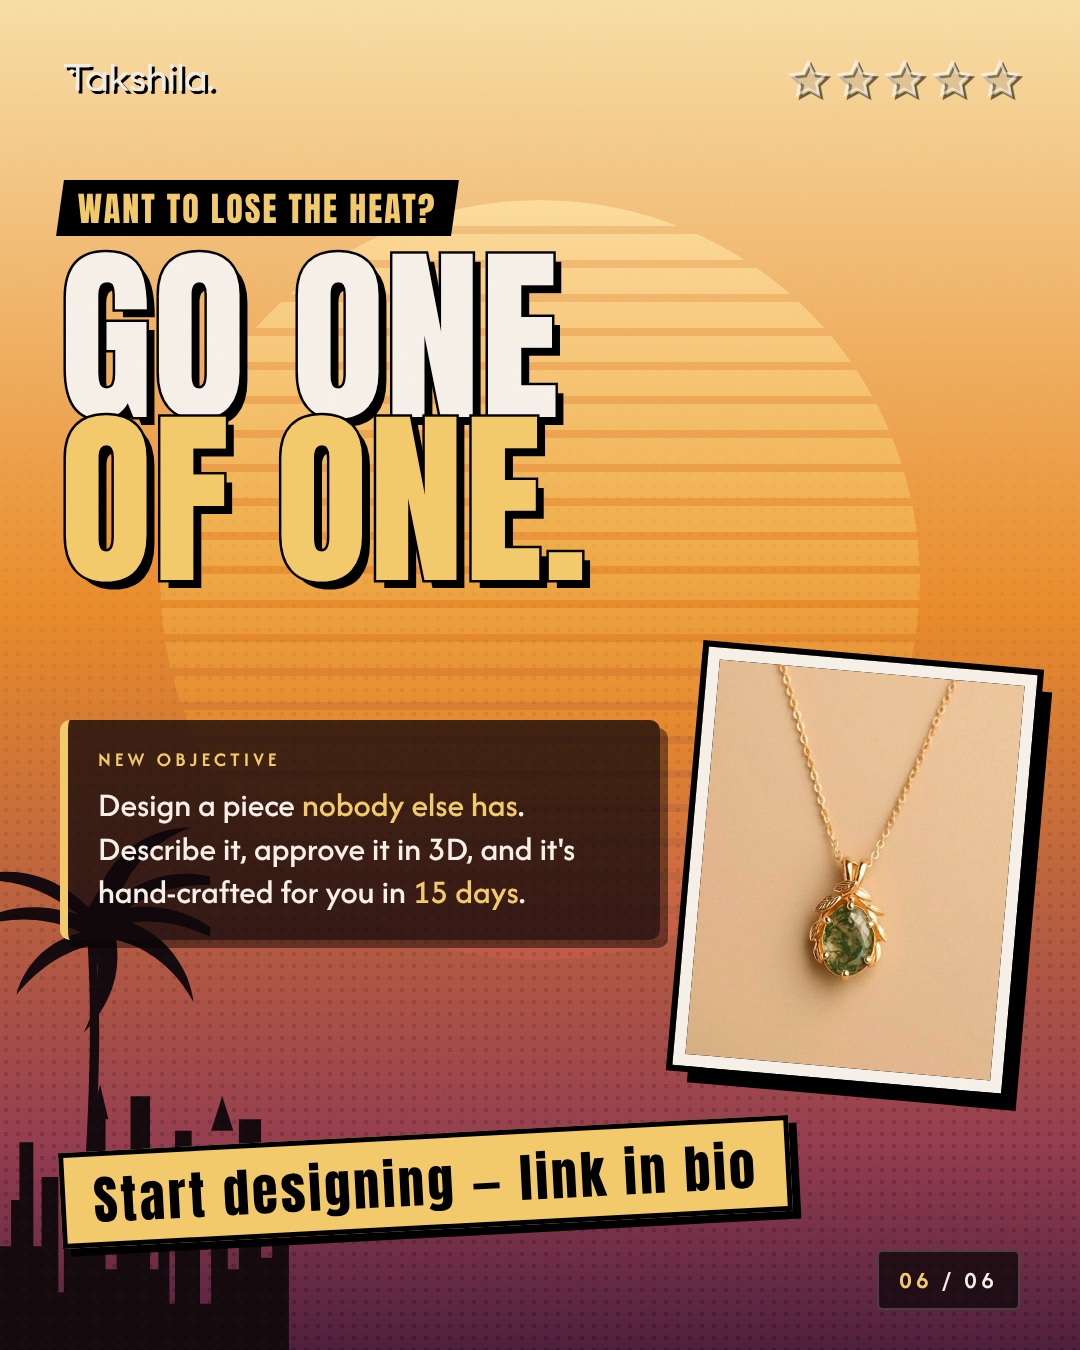 Takshila.
WANT TO LOSE THE HEAT?
GO ONE
OF ONE.
NEW OBJECTIVE
Design a piece nobody else has.
Describe it, approve it in 3D, and it's
hand-crafted for you in 15 days.
Start designing – link in bio
06 / 06